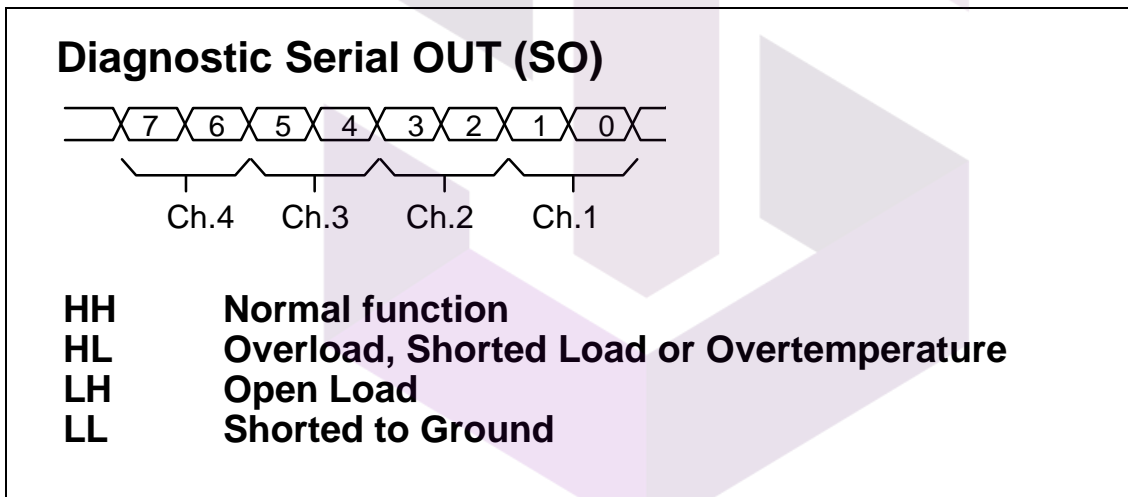 Diagnostic Serial OUT (SO)
7 6 5 4 3 2 1 0
Ch.4 Ch.3 Ch.2 Ch.1
HH Normal function
HL Overload, Shorted Load or Overtemperature
LH Open Load
LL Shorted to Ground